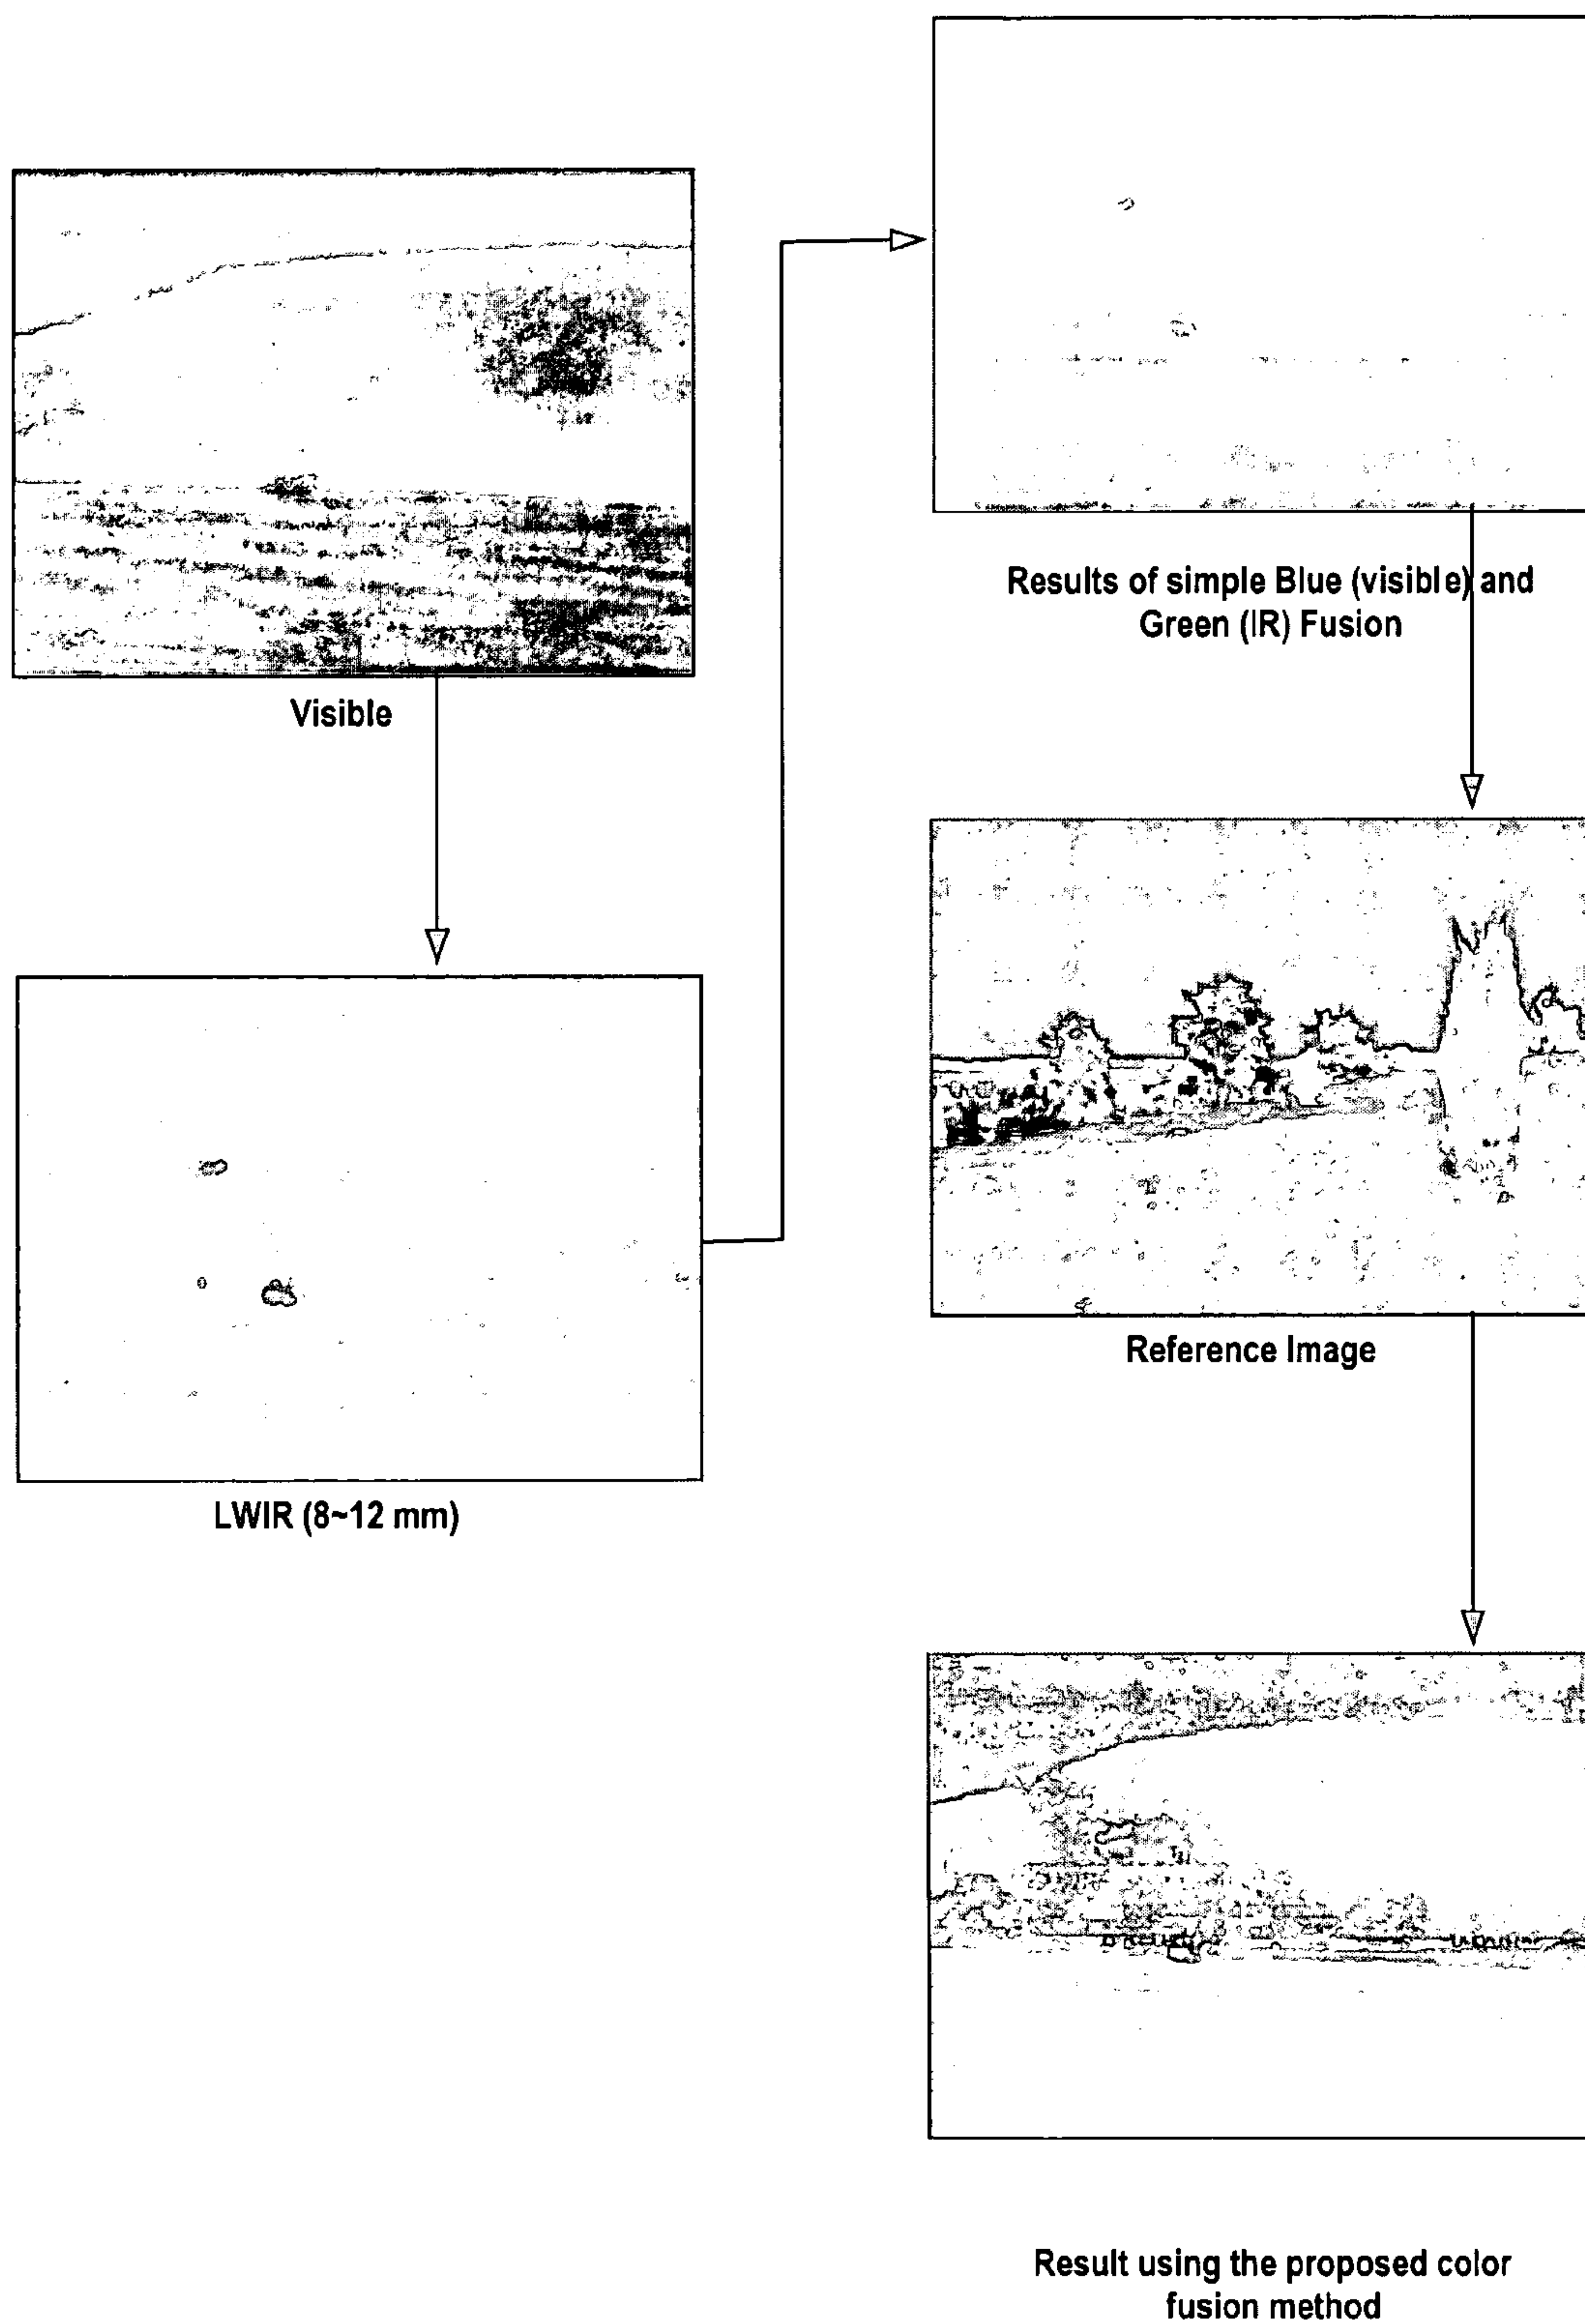 Visible
LWIR (8~12 mm)
Results of simple Blue (visible) and
Green (IR) Fusion
Reference Image
Result using the proposed color
fusion method